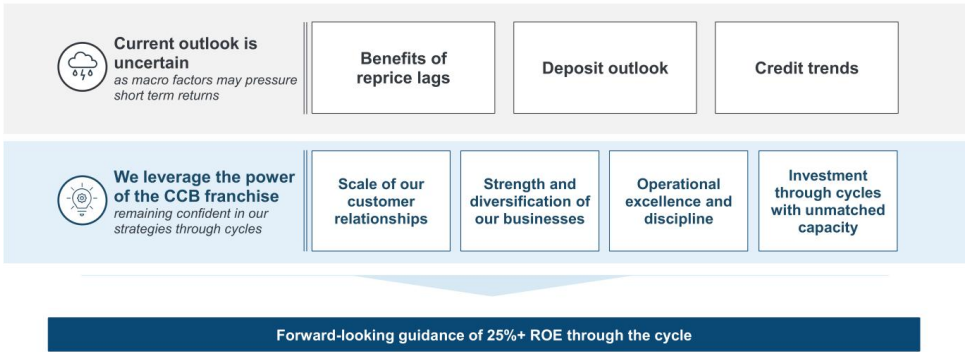 Current outlook is
uncertain
as macro factors may pressure
short term returns
Benefits of
reprice lags
Deposit outlook
Credit trends
We leverage the power
of the CCB franchise
remaining confident in our
strategies through cycles
Scale of our
customer
relationships
Strength and
diversification of
our businesses
Operational
excellence and
discipline
Investment
through cycles
with unmatched
capacity
Forward-looking guidance of 25%+ ROE through the cycle